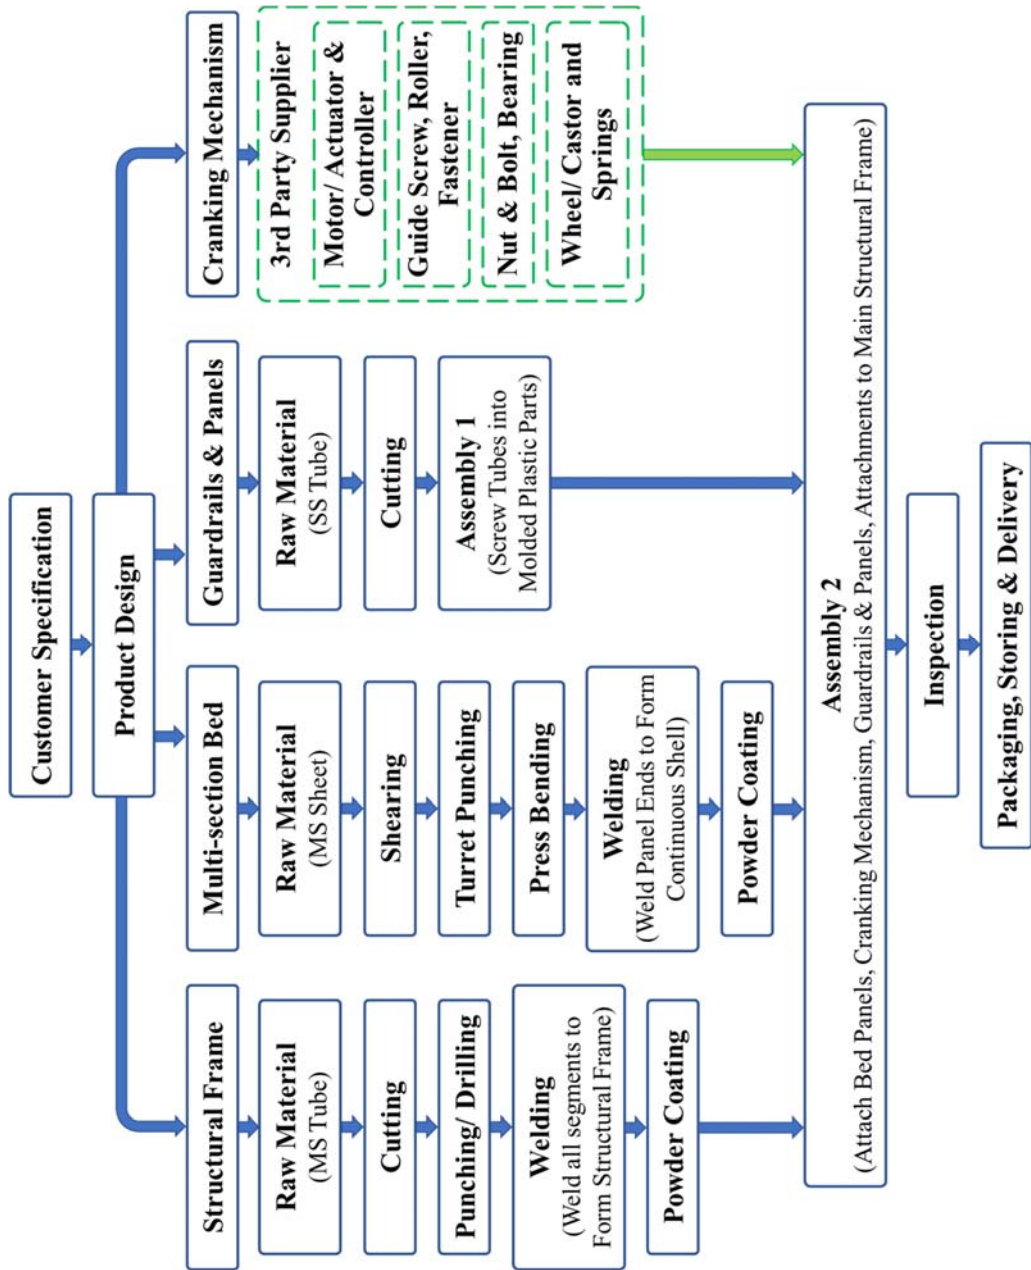 Customer Specification
Product Design
Structural Frame
Raw Material
(MS Tube)
Cutting
Punching/ Drilling
Welding
(Weld all segments to
Form Structural Frame)
Powder Coating
Multi-section Bed
Raw Material
(MS Sheet)
Shearing
Turret Punching
Press Bending
Welding
(Weld Panel Ends to Form
Continuous Shell)
Powder Coating
Guardrails & Panels
Raw Material
(SS Tube)
Cutting
Assembly 1
(Screw Tubes into
Molded Plastic Parts)
Cranking Mechanism
3rd Party Supplier
Motor/ Actuator &
Controller
Guide Screw, Roller,
Fastener
Nut & Bolt, Bearing
Wheel/ Castor and
Springs
Assembly 2
(Attach Bed Panels, Cranking Mechanism, Guardrails & Panels, Attachments to Main Structural Frame)
Inspection
Packaging, Storing & Delivery